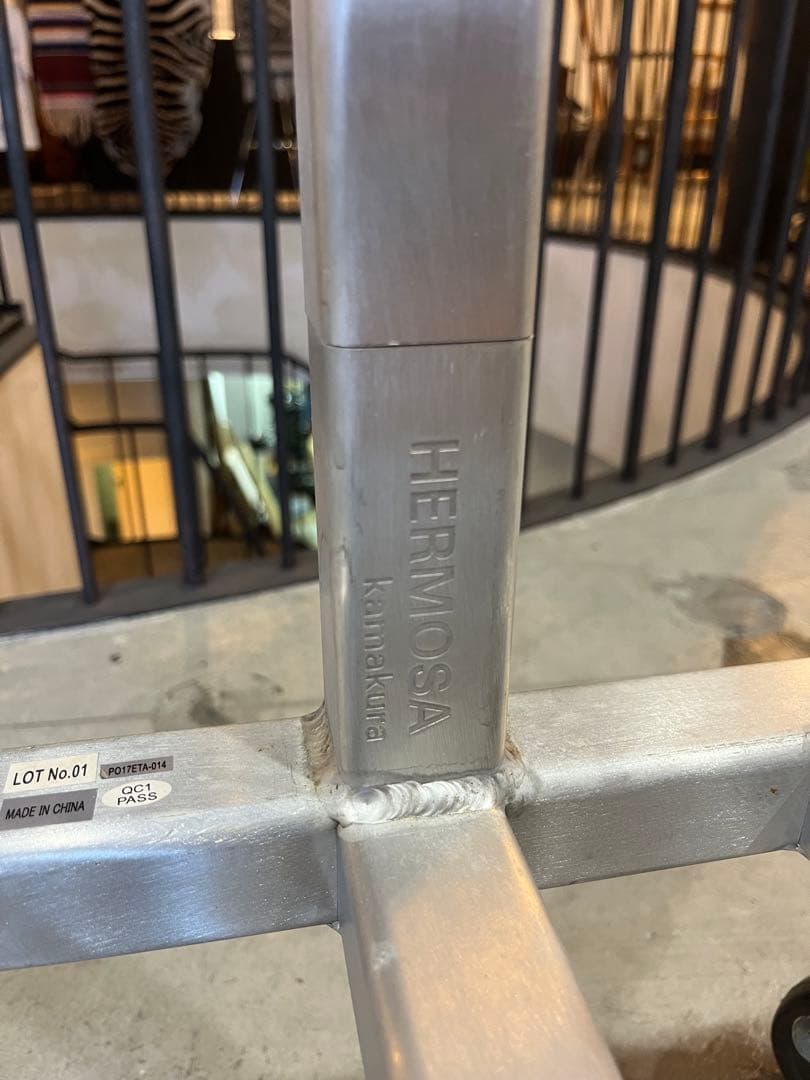 HERMOSA
kamakura
LOT No.01
PO17ETA-014
MADE IN CHINA
QC1
PASS